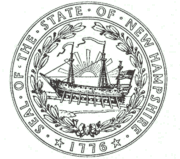 · SEAL · OF · THE · STATE · OF · NEW HAMPSHIRE ·
★ 1776 ★